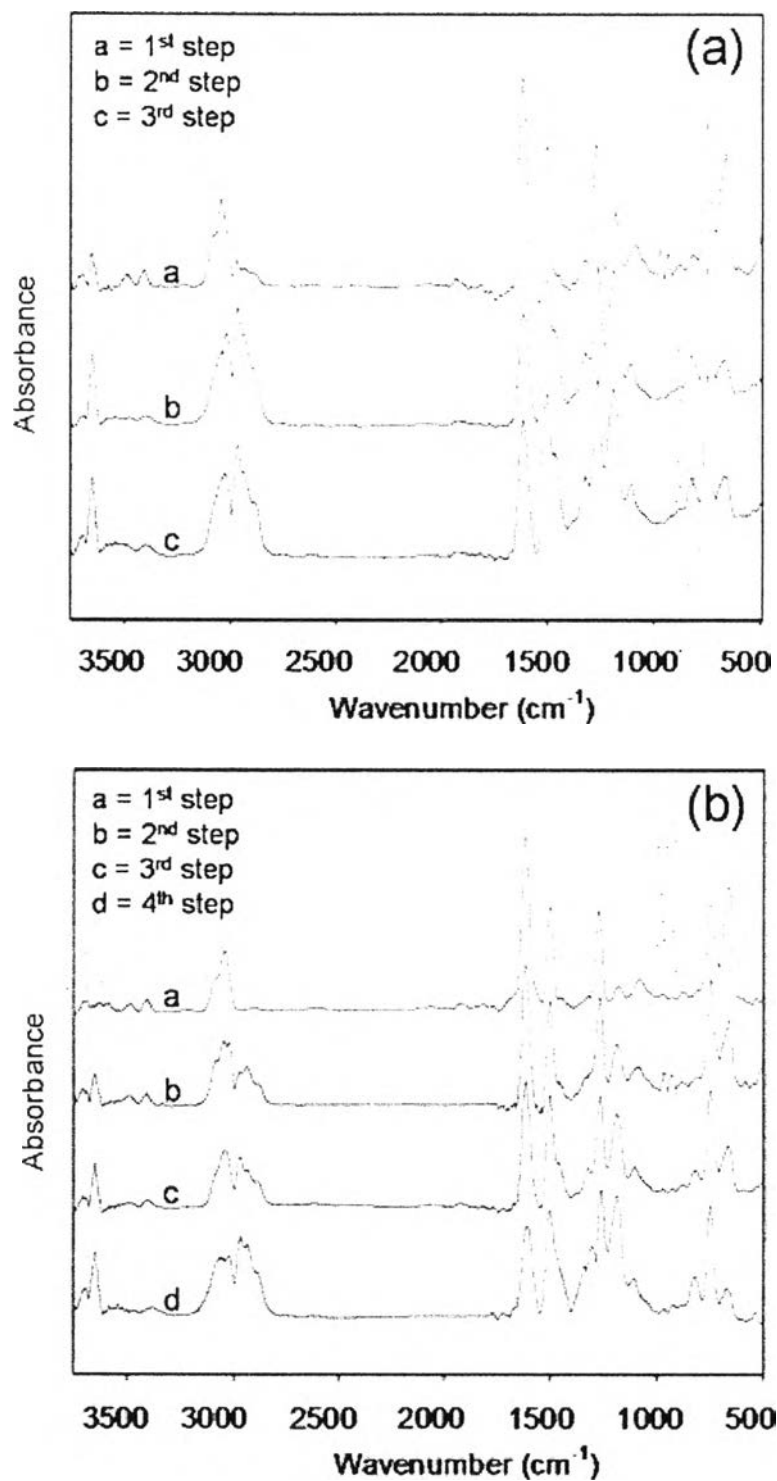 (a)
a = 1st step
b = 2nd step
c = 3rd step
a
b
c
Absorbance
3500 3000 2500 2000 1500 1000 500
Wavenumber (cm-1)
(b)
a = 1st step
b = 2nd step
c = 3rd step
d = 4th step
a
b
c
d
Absorbance
3500 3000 2500 2000 1500 1000 500
Wavenumber (cm-1)